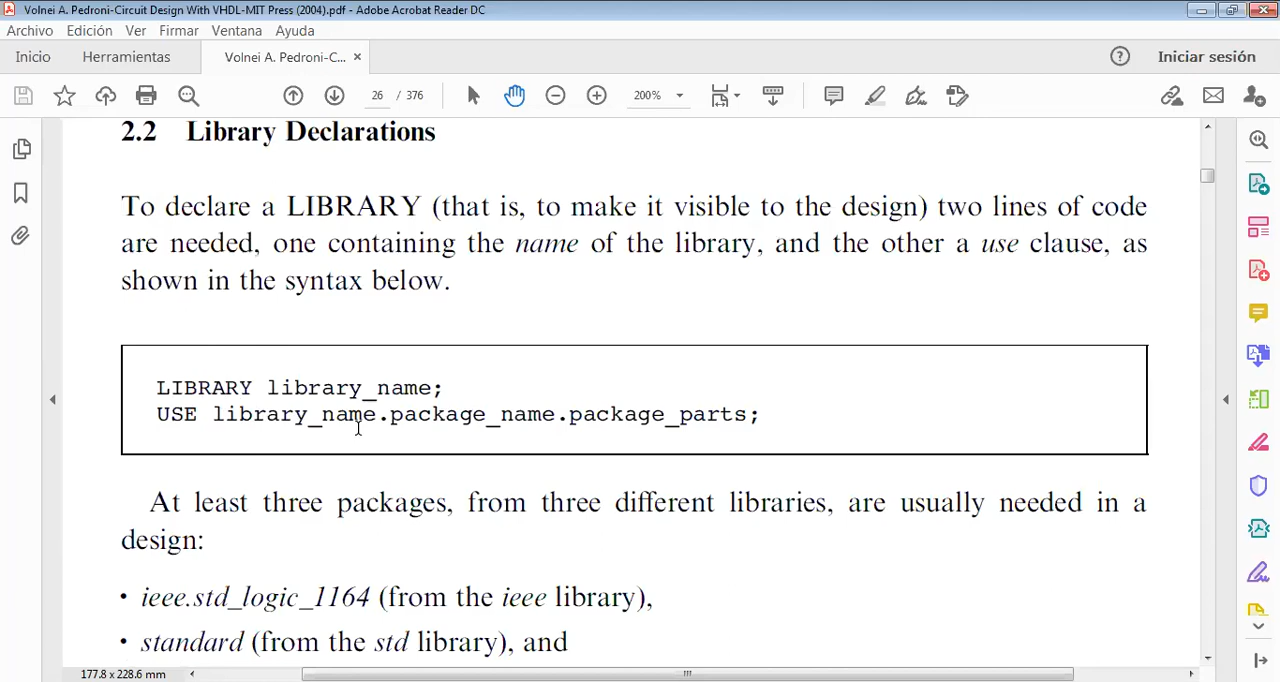 Volnei A. Pedroni-Circuit Design With VHDL-MIT Press (2004).pdf - Adobe Acrobat Reader DC
Archivo Edición Ver Firmar Ventana Ayuda
Inicio Herramientas Volnei A. Pedroni-C... × Iniciar sesión
26 / 376 200%
2.2 Library Declarations
To declare a LIBRARY (that is, to make it visible to the design) two lines of code
are needed, one containing the name of the library, and the other a use clause, as
shown in the syntax below.
LIBRARY library_name;
USE library_name.package_name.package_parts;
At least three packages, from three different libraries, are usually needed in a
design:
• ieee.std_logic_1164 (from the ieee library),
• standard (from the std library), and
177.8 x 228.6 mm